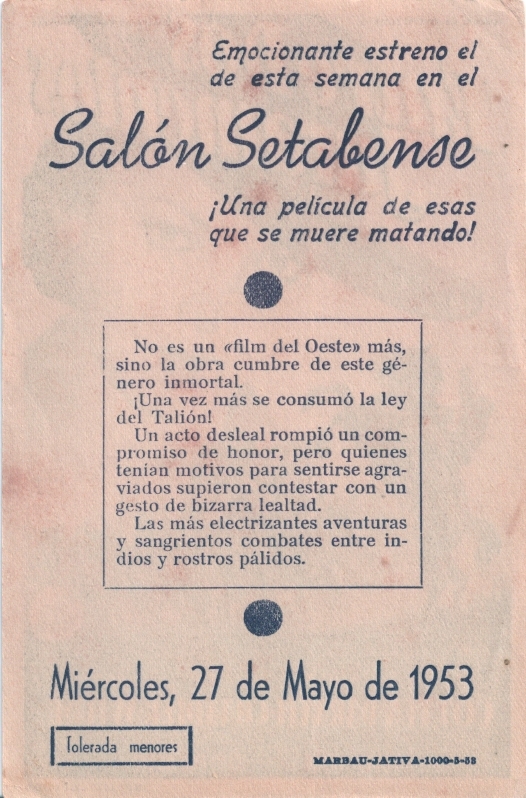 Emocionante estreno el
de esta semana en el
Salón Setabense
¡Una película de esas
que se muere matando!
No es un «film del Oeste» más,
sino la obra cumbre de este gé-
nero inmortal.
¡Una vez más se consumó la ley
del Talión!
Un acto desleal rompió un com-
promiso de honor, pero quienes
tenían motivos para sentirse agra-
viados supieron contestar con un
gesto de bizarra lealtad.
Las más electrizantes aventuras
y sangrientos combates entre in-
dios y rostros pálidos.
Miércoles, 27 de Mayo de 1953
Tolerada menores
MARBAU-JATIVA-1000-5-53